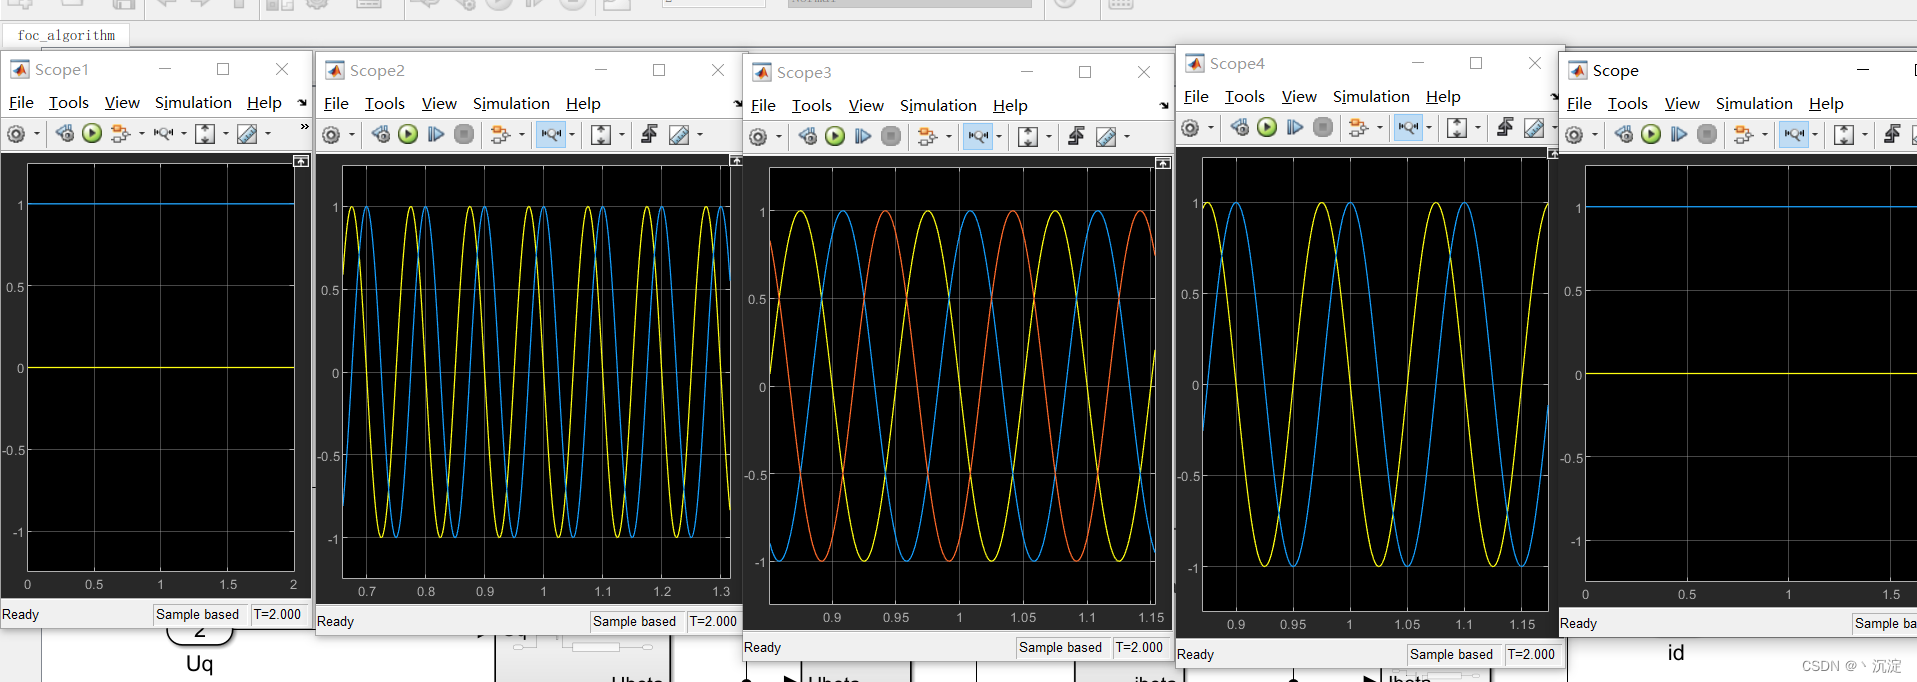 foc_algorithm
Scope1
File Tools View Simulation Help
1
0.5
0
-0.5
-1
0 0.5 1 1.5 2
Ready Sample based T=2.000
Scope2
File Tools View Simulation Help
1
0.5
0
-0.5
-1
0.7 0.8 0.9 1 1.1 1.2 1.3
Ready Sample based T=2.000
Scope3
File Tools View Simulation Help
1
0.5
0
-0.5
-1
0.9 0.95 1 1.05 1.1 1.15
Ready Sample based T=2.000
Scope4
File Tools View Simulation Help
1
0.5
0
-0.5
-1
0.9 0.95 1 1.05 1.1 1.15
Ready Sample based T=2.000
Scope
File Tools View Simulation Help
1
0.5
0
-0.5
-1
0 0.5 1 1.5
Ready Sample ba
2
Uq
id
CSDN @丶沉淀